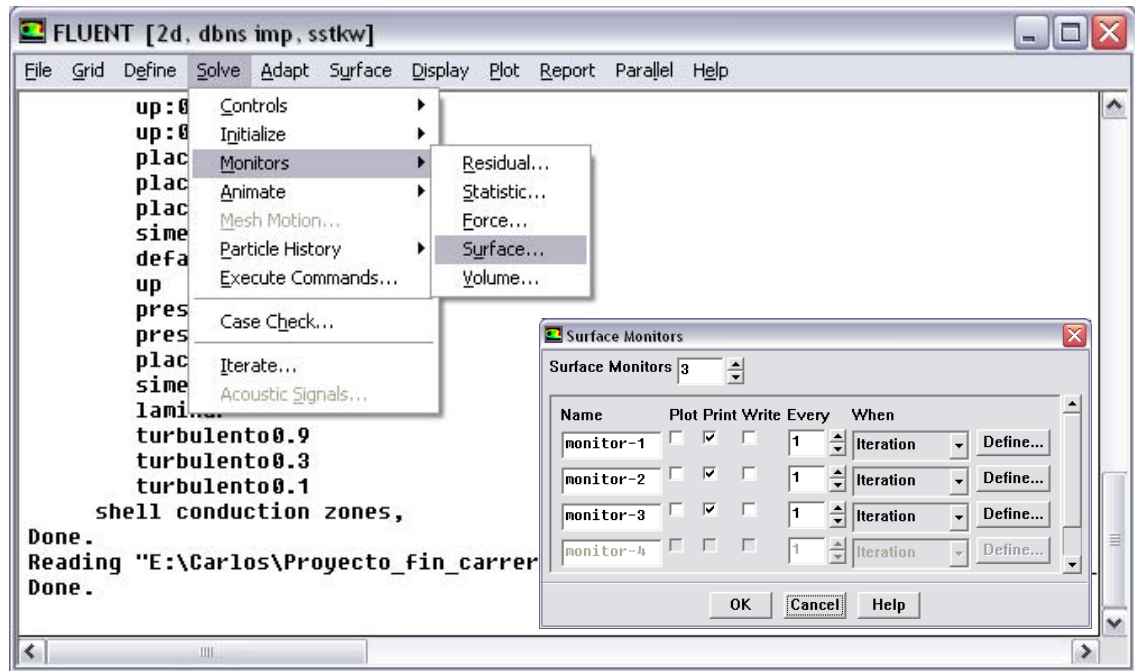 FLUENT [2d, dbns imp, sstkw]
File Grid Define Solve Adapt Surface Display Plot Report Parallel Help
up:0
up:0
plac
plac
plac
sime
defa
up
pres
pres
plac
sime
laminar
turbulento0.9
turbulento0.3
turbulento0.1
shell conduction zones,
Done.
Reading "E:\Carlos\Proyecto_fin_carrer
Done.
Controls
Initialize
Monitors
Animate
Mesh Motion...
Particle History
Execute Commands...
Case Check...
Iterate...
Acoustic Signals...
Residual...
Statistic...
Force...
Surface...
Volume...
Surface Monitors
Surface Monitors 3
Name Plot Print Write Every When
monitor-1 1 Iteration Define...
monitor-2 1 Iteration Define...
monitor-3 1 Iteration Define...
monitor-4 1 Iteration Define...
OK Cancel Help